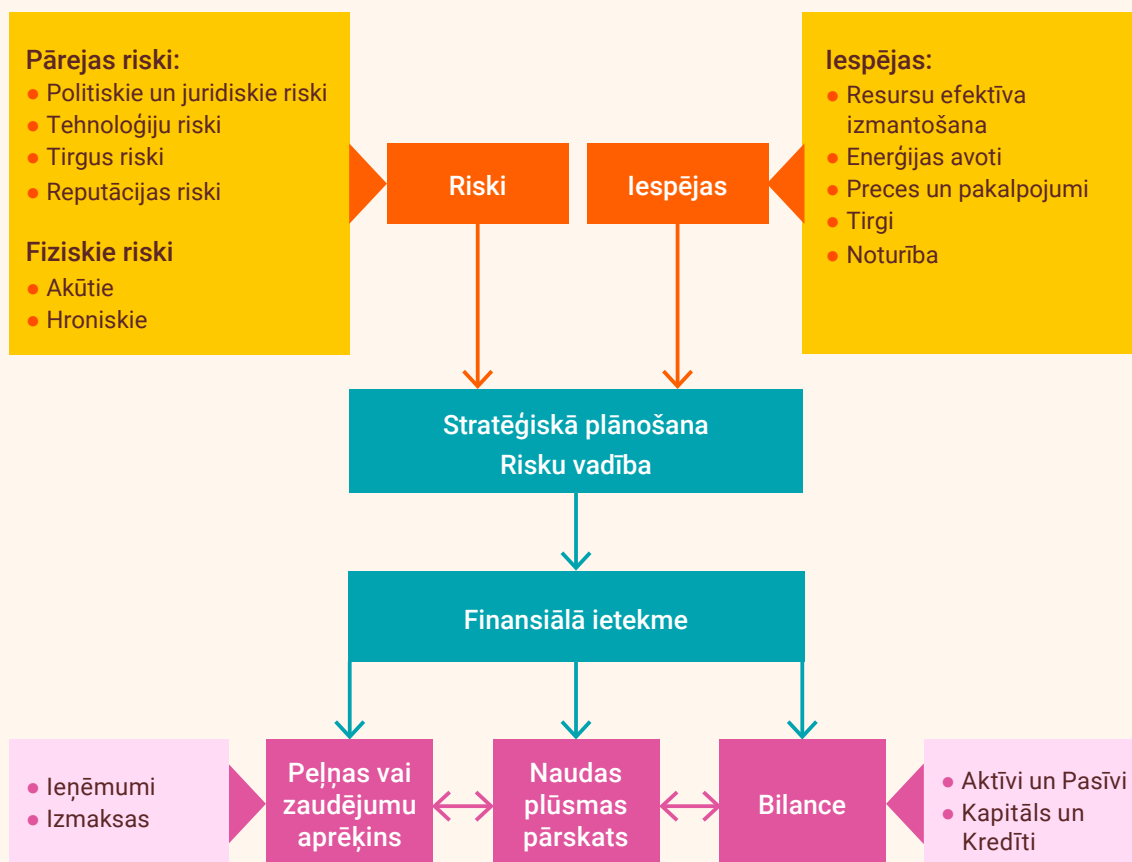 Pārejas riski:
● Politiskie un juridiskie riski
● Tehnoloģiju riski
● Tirgus riski
● Reputācijas riski
Fiziskie riski
● Akūtie
● Hroniskie
Riski
Iespējas
Iespējas:
● Resursu efektīva
izmantošana
● Enerģijas avoti
● Preces un pakalpojumi
● Tirgi
● Noturība
Stratēģiskā plānošana
Risku vadība
Finansiālā ietekme
● Ieņēmumi
● Izmaksas
Peļņas vai
zaudējumu
aprēķins
Naudas
plūsmas
pārskats
Bilance
● Aktīvi un Pasīvi
● Kapitāls un
Kredīti